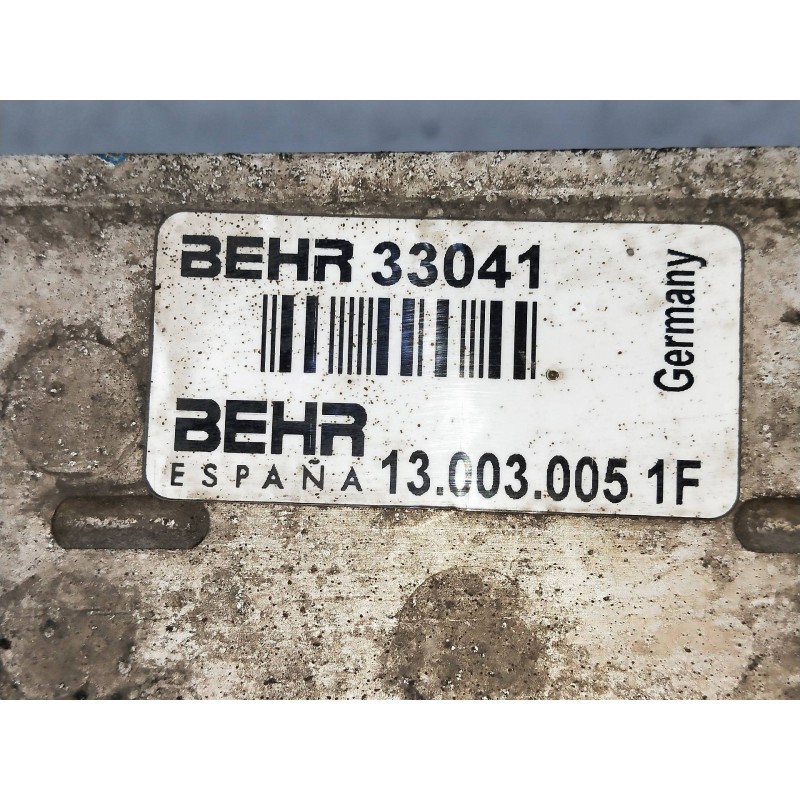 BEHR 33041
BEHR
ESPAÑA 13.003.005 1F
Germany